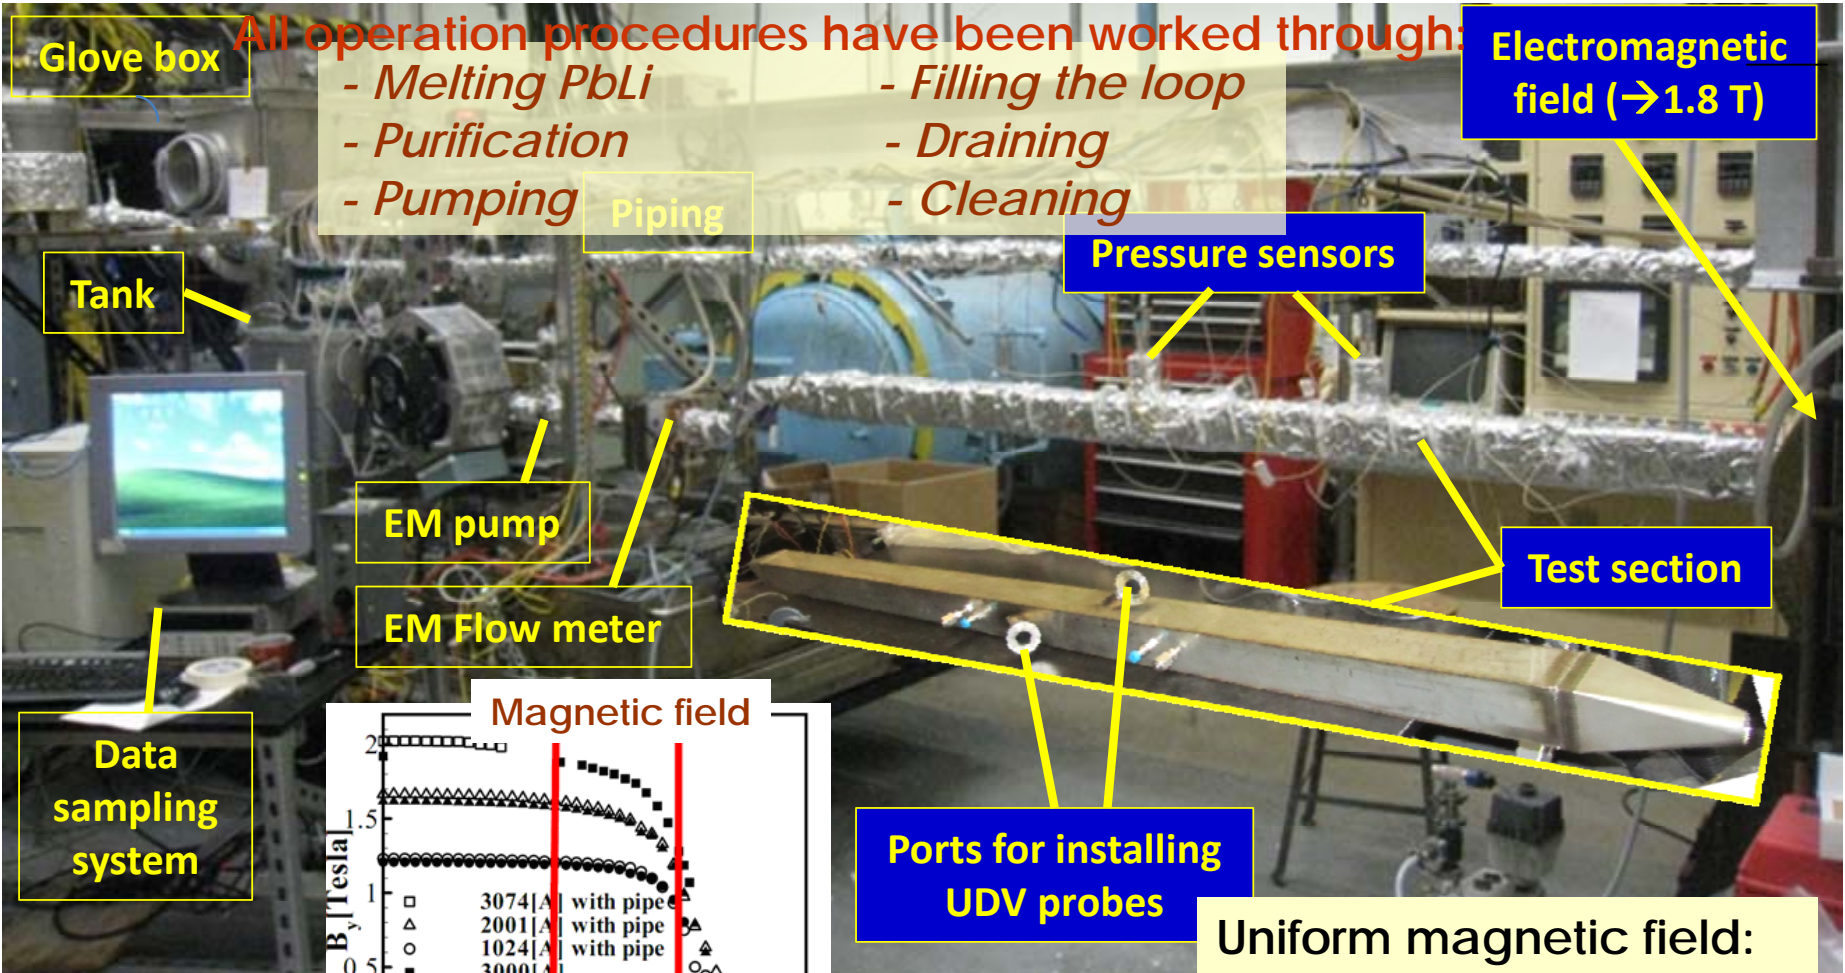 All operation procedures have been worked through:
- Melting PbLi
- Filling the loop
- Purification
- Draining
- Pumping
- Cleaning
Glove box
Electromagnetic
field (→1.8 T)
Piping
Pressure sensors
Tank
EM pump
EM Flow meter
Test section
Data
sampling
system
Magnetic field
2
1.5
1
0.5
By[Tesla]
3074[A] with pipe
2001[A] with pipe
1024[A] with pipe
3000[A]
Ports for installing
UDV probes
Uniform magnetic field: